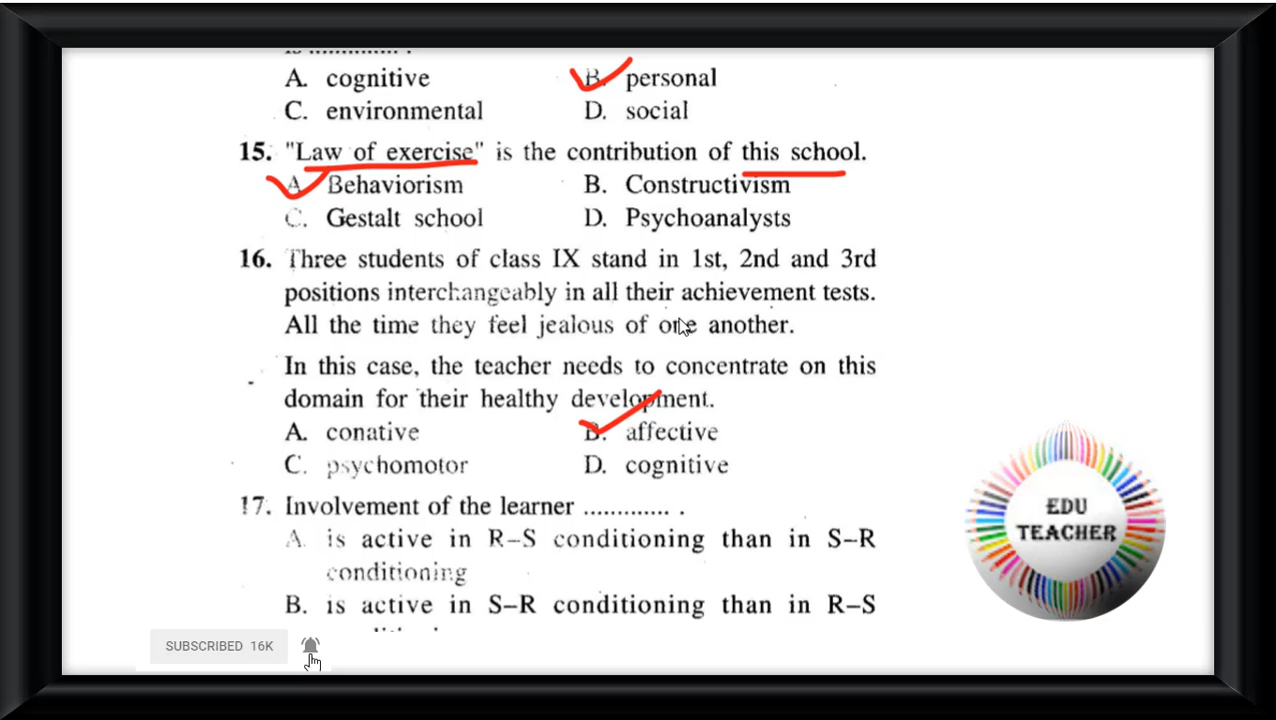 A. cognitive B. personal
C. environmental D. social
15. "Law of exercise" is the contribution of this school.
A. Behaviorism B. Constructivism
C. Gestalt school D. Psychoanalysts
16. Three students of class IX stand in 1st, 2nd and 3rd
positions interchangeably in all their achievement tests.
All the time they feel jealous of one another.
In this case, the teacher needs to concentrate on this
domain for their healthy development.
A. conative B. affective
C. psychomotor D. cognitive
17. Involvement of the learner ............. .
A. is active in R–S conditioning than in S–R
conditioning
B. is active in S–R conditioning than in R–S
EDU
TEACHER
SUBSCRIBED 16K